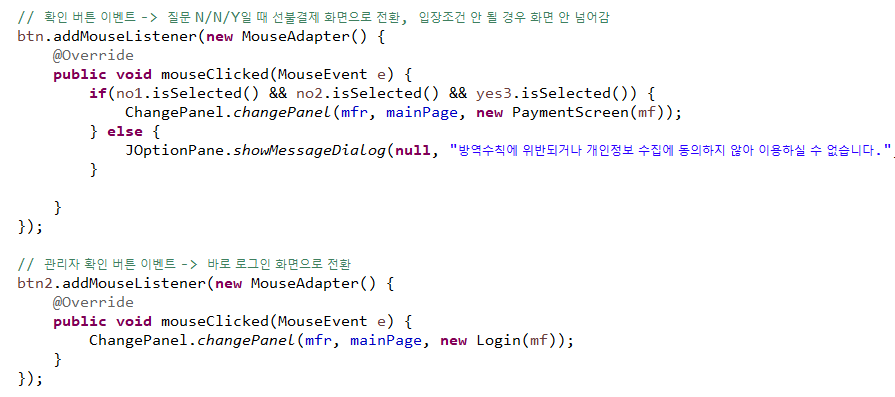 // 확인 버튼 이벤트 -> 질문 N/N/Y일 때 선불결제 화면으로 전환, 입장조건 안 될 경우 화면 안 넘어감
btn.addMouseListener(new MouseAdapter() {
@Override
public void mouseClicked(MouseEvent e) {
if(no1.isSelected() && no2.isSelected() && yes3.isSelected()) {
ChangePanel.changePanel(mfr, mainPage, new PaymentScreen(mf));
} else {
JOptionPane.showMessageDialog(null, "방역수칙에 위반되거나 개인정보 수집에 동의하지 않아 이용하실 수 없습니다.",
}
}
});
// 관리자 확인 버튼 이벤트 -> 바로 로그인 화면으로 전환
btn2.addMouseListener(new MouseAdapter() {
@Override
public void mouseClicked(MouseEvent e) {
ChangePanel.changePanel(mfr, mainPage, new Login(mf));
}
});